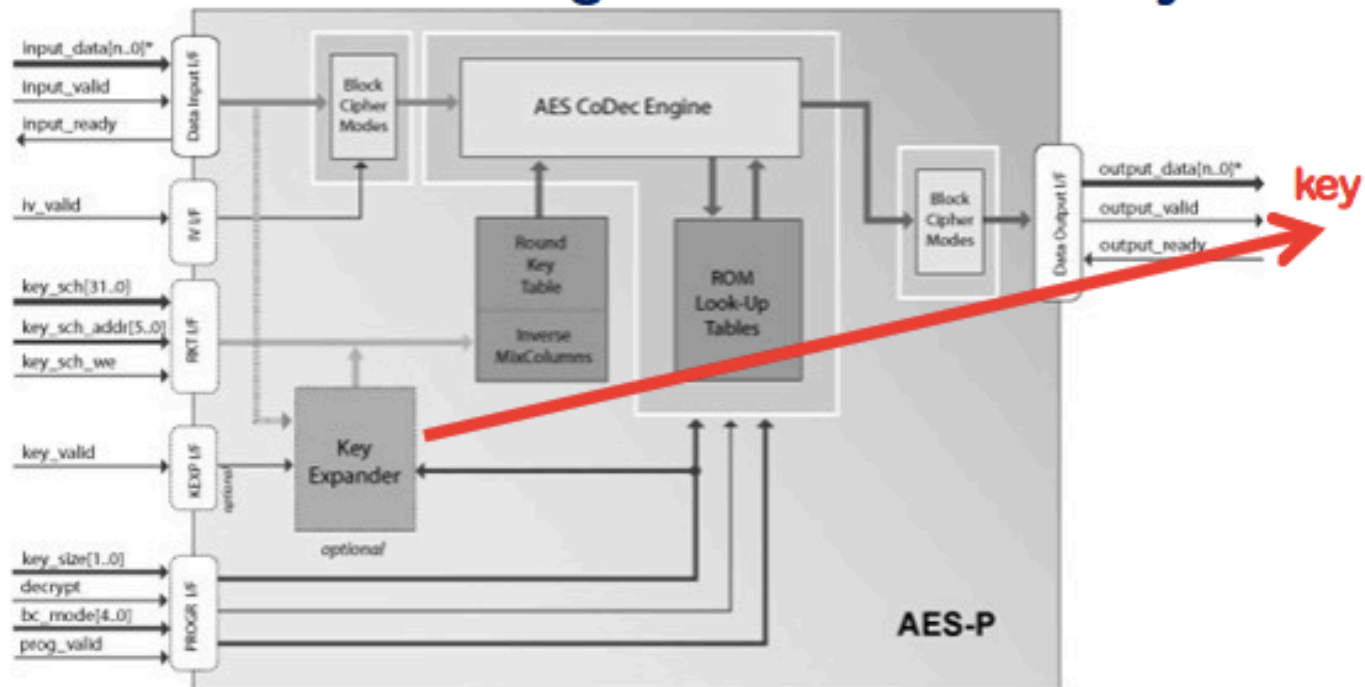 input_data[n..0]*
input_valid
input_ready
Data Input I/F
Block
Cipher
Modes
AES CoDec Engine
iv_valid
IV I/F
Round
Key
Table
Inverse
MixColumns
ROM
Look-Up
Tables
Block
Cipher
Modes
Data Output I/F
output_data[n..0]*
output_valid
output_ready
key
key_sch[31..0]
key_sch_addr[5..0]
key_sch_we
RKT I/F
key_valid
KEXP I/F
optional
Key
Expander
optional
key_size[1..0]
decrypt
bc_mode[4..0]
prog_valid
PROGR I/F
AES-P